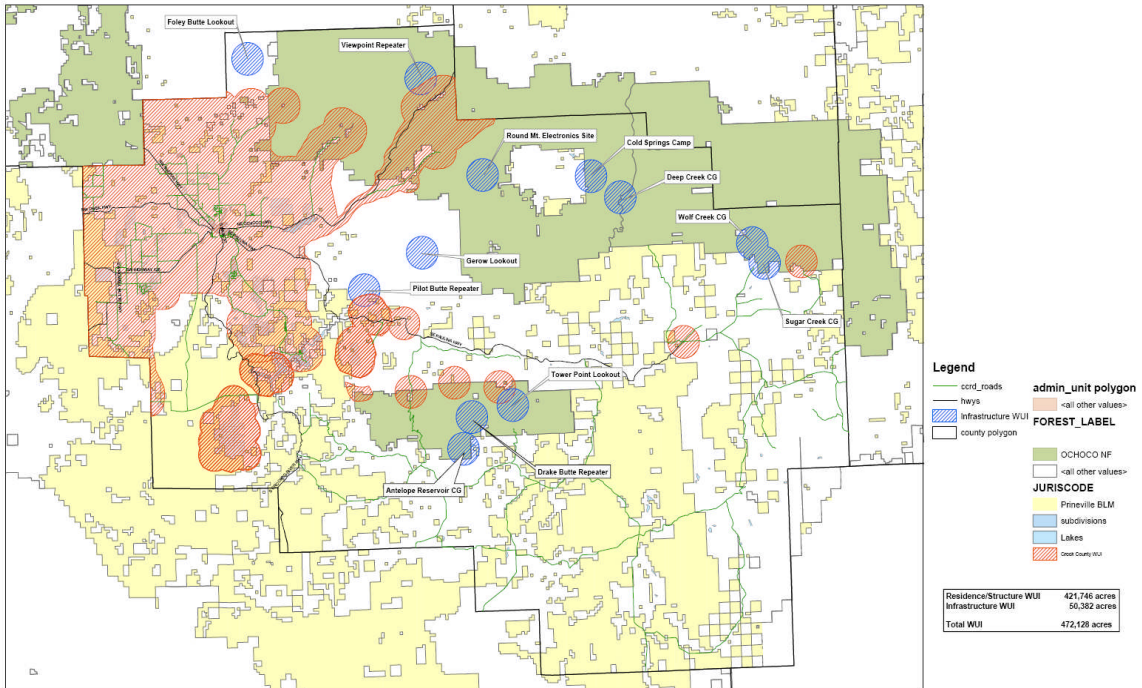 Foley Butte Lookout
Viewpoint Repeater
Round Mt. Electronics Site
Cold Springs Camp
Deep Creek CG
Wolf Creek CG
Gerow Lookout
Pilot Butte Repeater
Sugar Creek CG
Tower Point Lookout
Drake Butte Repeater
Antelope Reservoir CG
Legend
ccrd_roads
hwys
Infrastructure WUI
county polygon
admin_unit polygon
<all other values>
FOREST_LABEL
OCHOCO NF
<all other values>
JURISCODE
Prineville BLM
subdivisions
Lakes
Crook County WUI
Residence/Structure WUI 421,746 acres
Infrastructure WUI 50,382 acres
Total WUI 472,128 acres